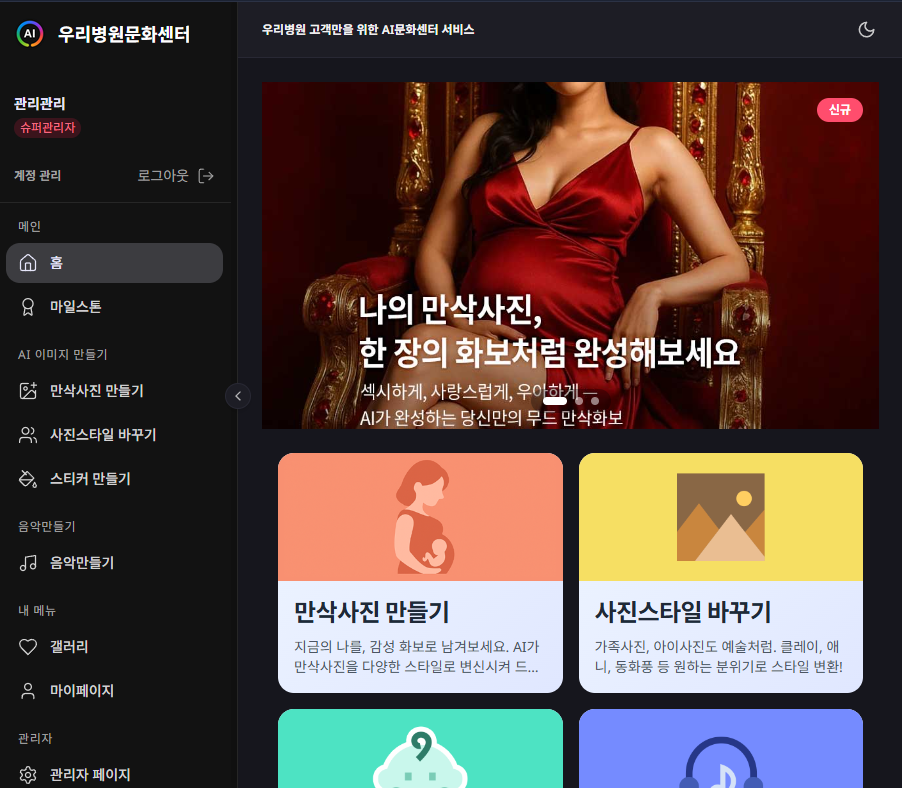 AI
우리병원문화센터
관리관리
슈퍼관리자
계정 관리
로그아웃
메인
홈
마일스톤
AI 이미지 만들기
만삭사진 만들기
사진스타일 바꾸기
스티커 만들기
음악만들기
음악만들기
내 메뉴
갤러리
마이페이지
관리자
관리자 페이지
우리병원 고객만을 위한 AI문화센터 서비스
신규
나의 만삭사진,
한 장의 화보처럼 완성해보세요
섹시하게, 사랑스럽게, 우아하게 —
AI가 완성하는 당신만의 무드 만삭화보
만삭사진 만들기
지금의 나를, 감성 화보로 남겨보세요. AI가
만삭사진을 다양한 스타일로 변신시켜 드...
사진스타일 바꾸기
가족사진, 아이사진도 예술처럼. 클레이, 애
니, 동화풍 등 원하는 분위기로 스타일 변환!